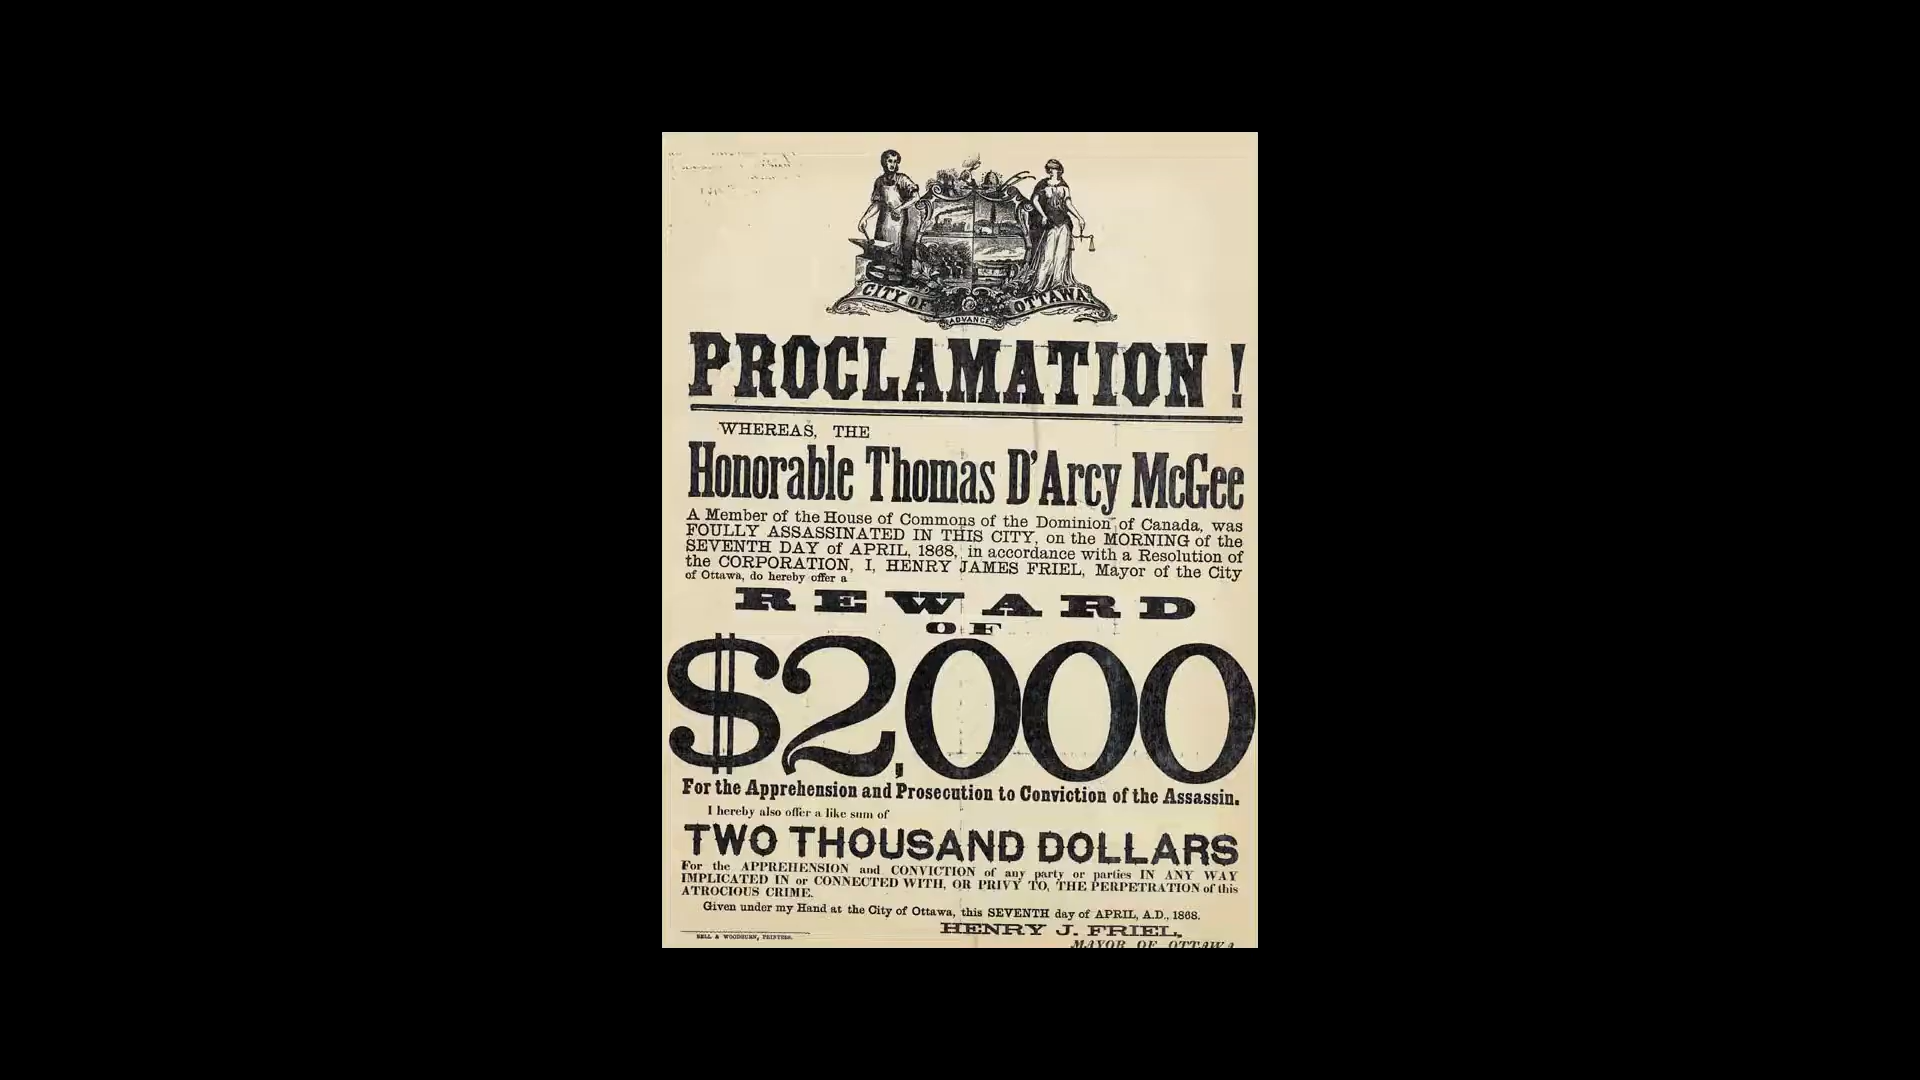 CITY OF OTTAWA
ADVANCE
PROCLAMATION !
WHEREAS, THE
Honorable Thomas D'Arcy McGee
A Member of the House of Commons of the Dominion of Canada, was
FOULLY ASSASSINATED IN THIS CITY, on the MORNING of the
SEVENTH DAY of APRIL, 1868, in accordance with a Resolution of
the CORPORATION, I, HENRY JAMES FRIEL, Mayor of the City
of Ottawa, do hereby offer a
REWARD
OF
$2,000
For the Apprehension and Prosecution to Conviction of the Assassin.
I hereby also offer a like sum of
TWO THOUSAND DOLLARS
For the APPREHENSION and CONVICTION of any party or parties IN ANY WAY
IMPLICATED IN or CONNECTED WITH, OR PRIVY TO, THE PERPETRATION of this
ATROCIOUS CRIME.
Given under my Hand at the City of Ottawa, this SEVENTH day of APRIL, A.D., 1868.
HENRY J. FRIEL,
MAYOR OF OTTAWA
BELL & WOODBURN, PRINTERS.